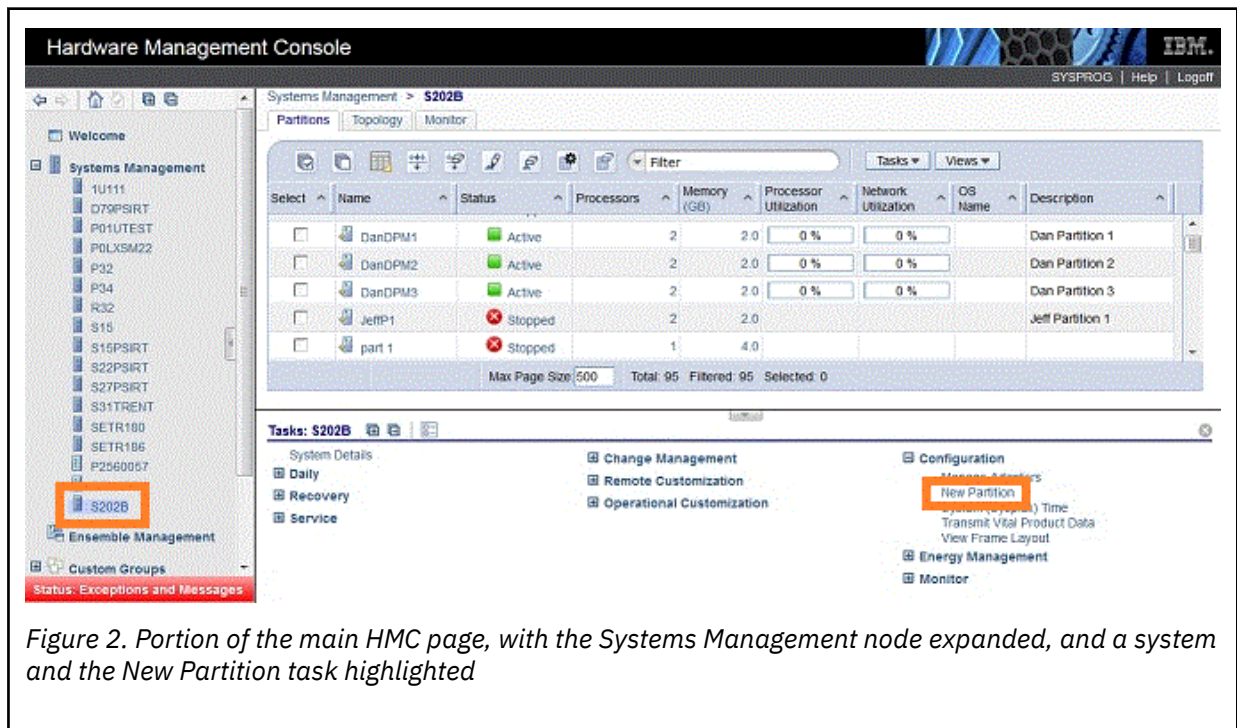 Hardware Management Console
IBM.
SYSPROG | Help | Logoff
Welcome
Systems Management
1U111
D79PSIRT
P01UTEST
P0LXSM22
P32
P34
R32
S15
S15PSIRT
S22PSIRT
S27PSIRT
S31TRENT
SETR180
SETR186
P2560057
S202B
Ensemble Management
Custom Groups
Status: Exceptions and Messages
Systems Management > S202B
Partitions Topology Monitor
Filter Tasks Views
Select Name Status Processors Memory (GB) Processor Utilization Network Utilization OS Name Description
DanDPM1 Active 2 2.0 0 % 0 % Dan Partition 1
DanDPM2 Active 2 2.0 0 % 0 % Dan Partition 2
DanDPM3 Active 2 2.0 0 % 0 % Dan Partition 3
JeffP1 Stopped 2 2.0 Jeff Partition 1
part 1 Stopped 1 4.0
Max Page Size: 500 Total: 95 Filtered: 95 Selected: 0
Tasks: S202B
System Details
Daily
Recovery
Service
Change Management
Remote Customization
Operational Customization
Configuration
Manage Adapters
New Partition
System (Sysplex) Time
Transmit Vital Product Data
View Frame Layout
Energy Management
Monitor
Figure 2. Portion of the main HMC page, with the Systems Management node expanded, and a system
and the New Partition task highlighted